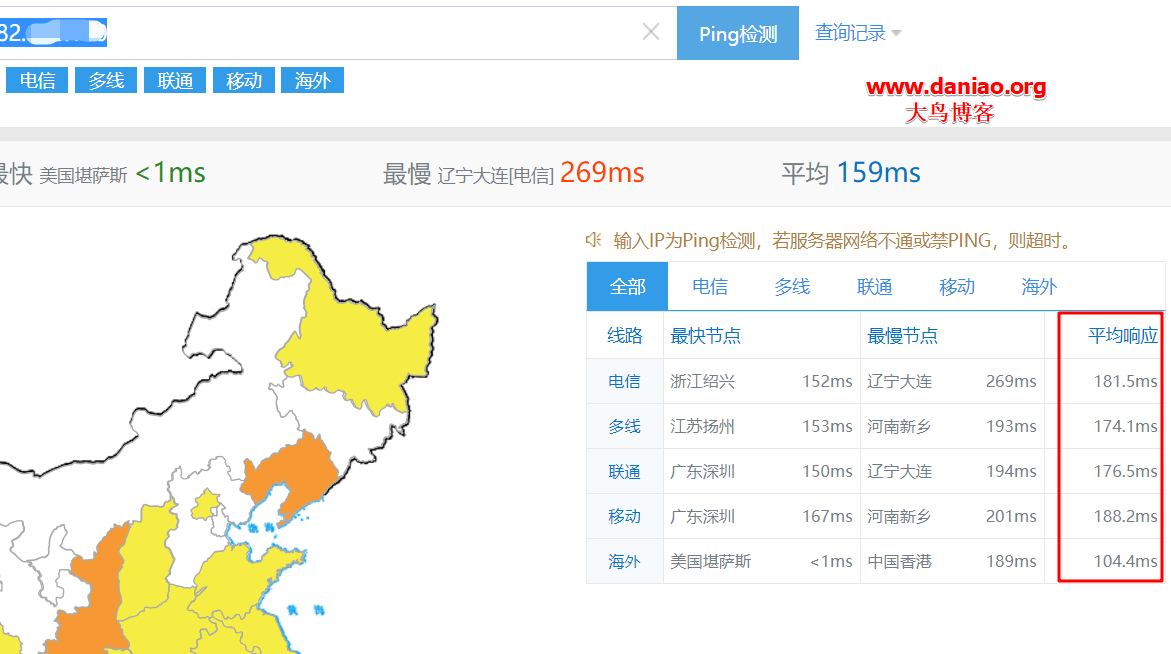 82.
Ping检测
查询记录
电信 多线 联通 移动 海外
www.daniao.org
大鸟博客
最快 美国堪萨斯 <1ms 最慢 辽宁大连[电信] 269ms 平均 159ms
输入IP为Ping检测，若服务器网络不通或禁PING，则超时。
全部 电信 多线 联通 移动 海外
线路 最快节点 最慢节点 平均响应
电信 浙江绍兴 152ms 辽宁大连 269ms 181.5ms
多线 江苏扬州 153ms 河南新乡 193ms 174.1ms
联通 广东深圳 150ms 辽宁大连 194ms 176.5ms
移动 广东深圳 167ms 河南新乡 201ms 188.2ms
海外 美国堪萨斯 <1ms 中国香港 189ms 104.4ms
渤 海
黄 海